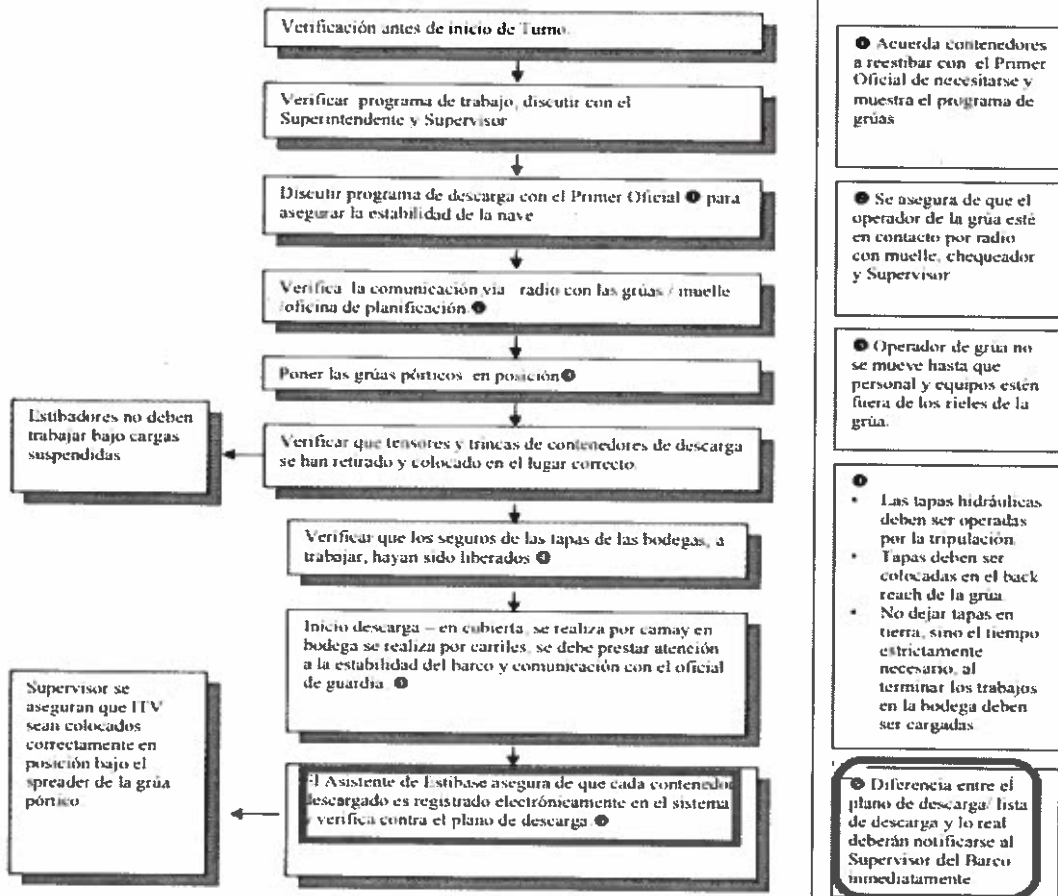 Verificación antes de inicio de Turno.
Verificar programa de trabajo, discutir con el
Superintendente y Supervisor
Discutir programa de descarga con el Primer Oficial ❶ para
asegurar la estabilidad de la nave
Verifica la comunicación via radio con las grúas / muelle
/oficina de planificación.
Poner las grúas pórticos en posición
Verificar que tensores y trincas de contenedores de descarga
se han retirado y colocado en el lugar correcto.
Estibadores no deben
trabajar bajo cargas
suspendidas
Verificar que los seguros de las tapas de las bodegas, a
trabajar, hayan sido liberados
Inicio descarga – en cubierta, se realiza por camay en
bodega se realiza por carriles, se debe prestar atención
a la estabilidad del barco y comunicación con el oficial
de guardia.
El Asistente de Estibase asegura de que cada contenedor
descargado es registrado electrónicamente en el sistema
y verifica contra el plano de descarga.
Supervisor se
aseguran que ITV
sean colocados
correctamente en
posición bajo el
spreader de la grúa
pórtico
❶ Acuerda contenedores
a reestibar con el Primer
Oficial de necesitarse y
muestra el programa de
grúas
Se asegura de que el
operador de la grúa esté
en contacto por radio
con muelle, chequeador
y Supervisor
Operador de grúa no
se mueve hasta que
personal y equipos estén
fuera de los rieles de la
grúa.
• Las tapas hidráulicas
deben ser operadas
por la tripulación.
• Tapas deben ser
colocadas en el back
reach de la grúa.
• No dejar tapas en
tierra, sino el tiempo
estrictamente
necesario, al
terminar los trabajos
en la bodega deben
ser cargadas
Diferencia entre el
plano de descarga/ lista
de descarga y lo real
deberán notificarse al
Supervisor del Barco
inmediatamente